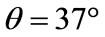 θ = 37°